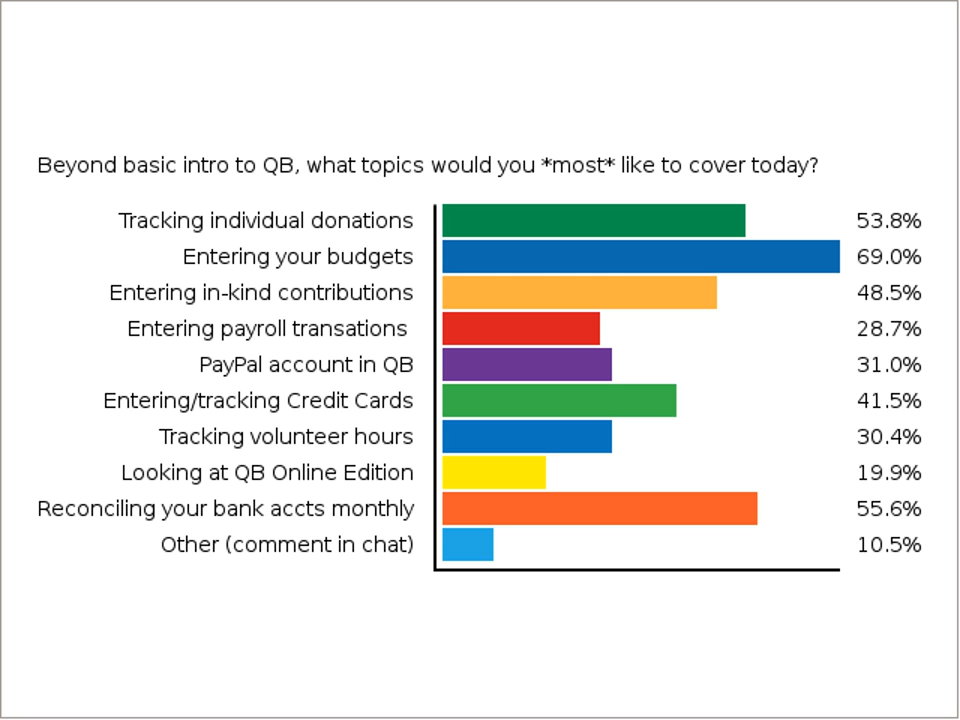 Beyond basic intro to QB, what topics would you *most* like to cover today?
Tracking individual donations 53.8%
Entering your budgets 69.0%
Entering in-kind contributions 48.5%
Entering payroll transations 28.7%
PayPal account in QB 31.0%
Entering/tracking Credit Cards 41.5%
Tracking volunteer hours 30.4%
Looking at QB Online Edition 19.9%
Reconciling your bank accts monthly 55.6%
Other (comment in chat) 10.5%